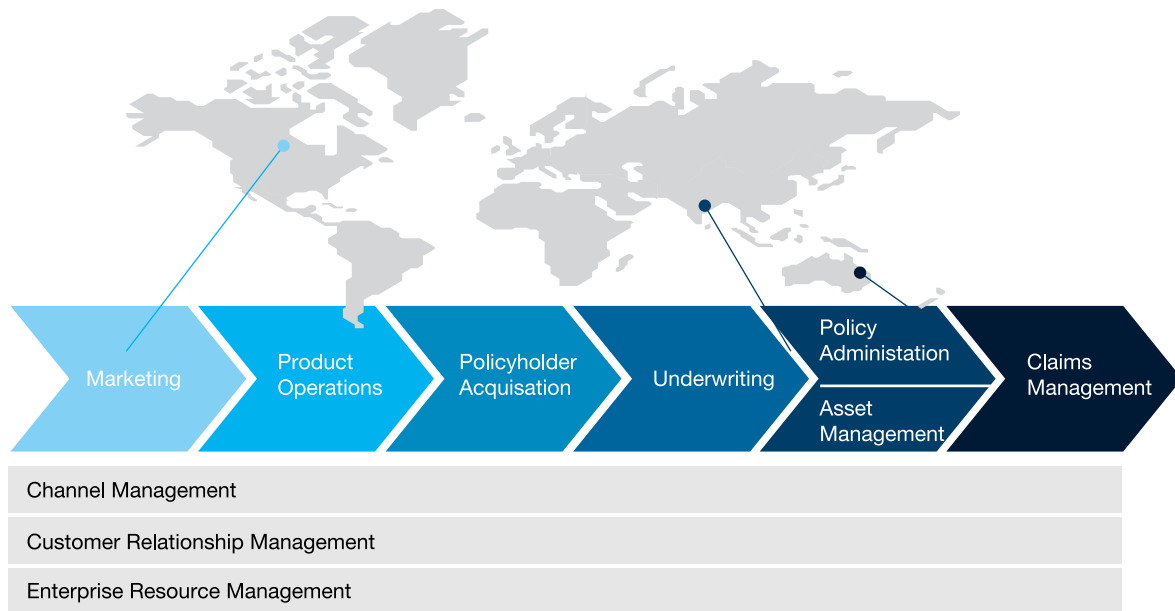 Marketing
Product
Operations
Policyholder
Acquisation
Underwriting
Policy
Administation
Asset
Management
Claims
Management
Channel Management
Customer Relationship Management
Enterprise Resource Management